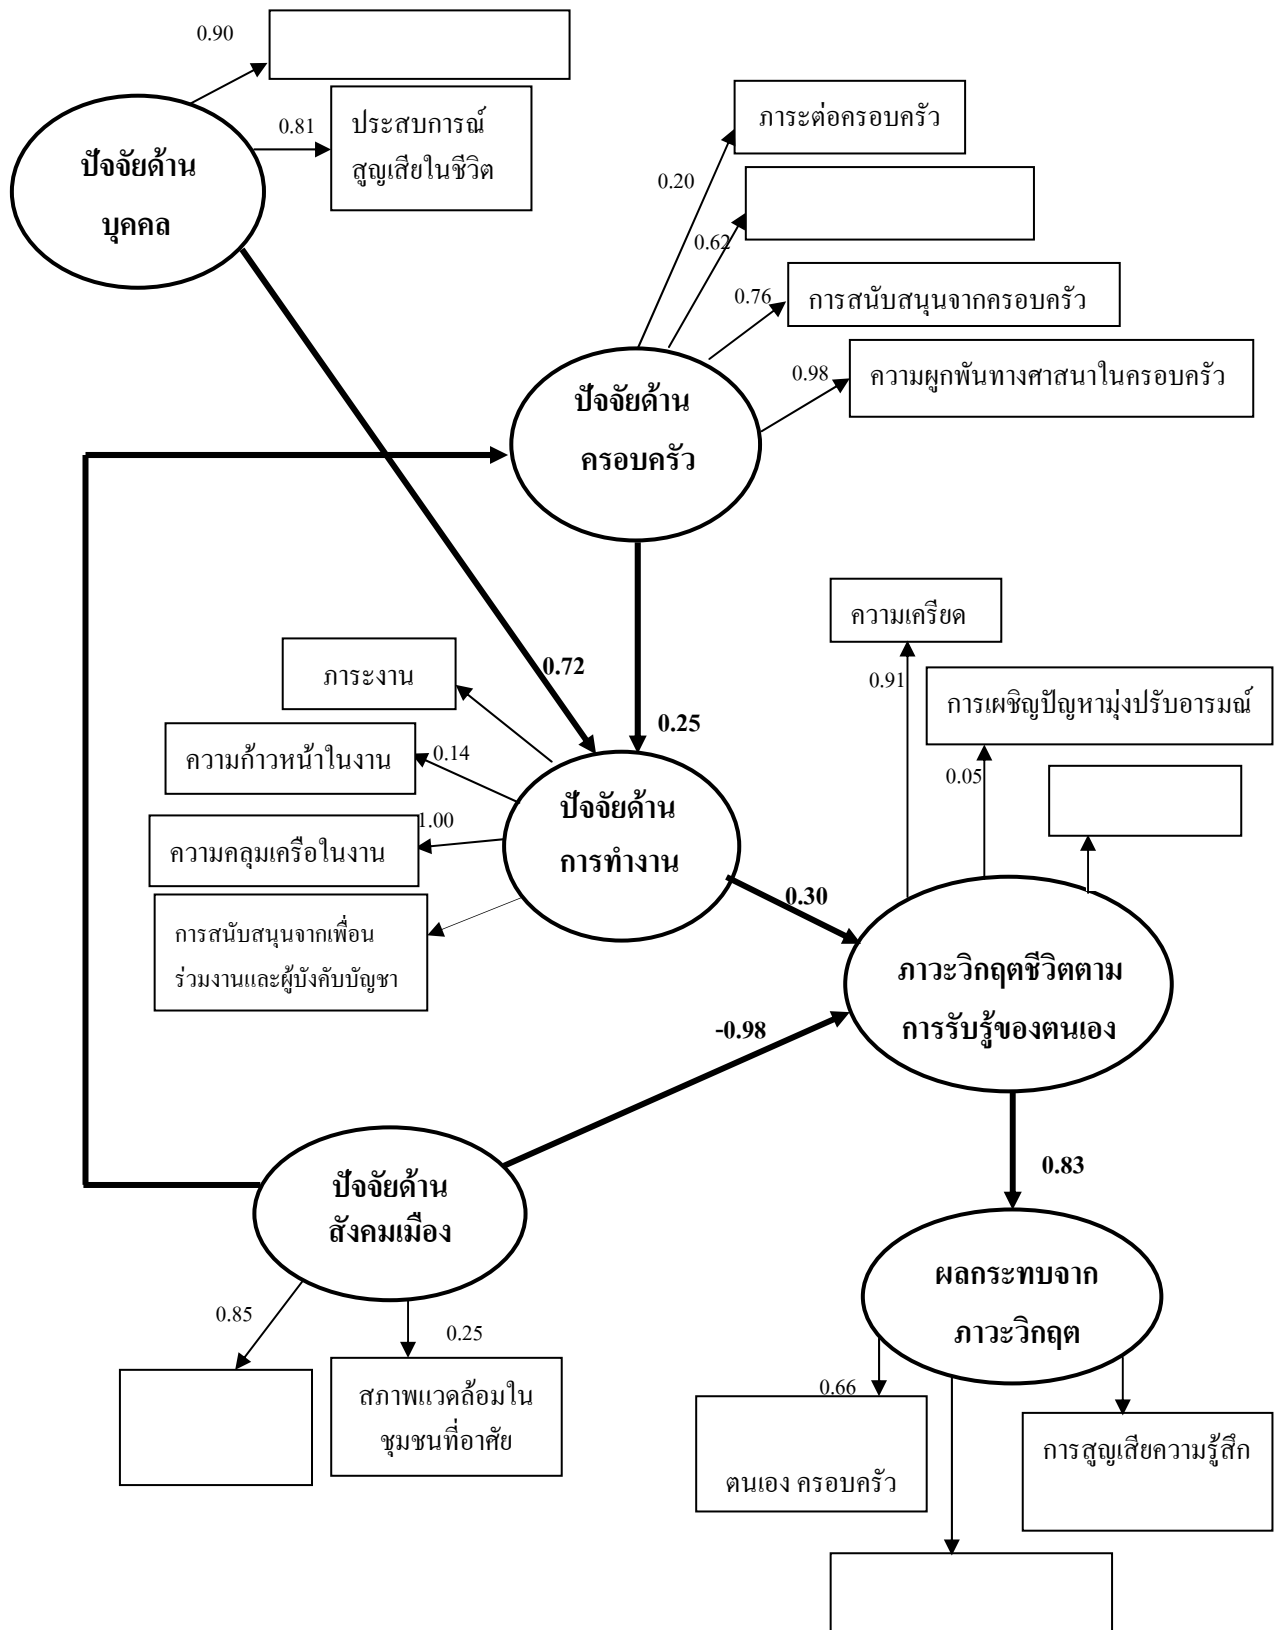 0.90
0.81
ประสบการณ์
สูญเสียในชีวิต
ปัจจัยด้าน
บุคคล
ภาระต่อครอบครัว
0.20
0.62
0.76
การสนับสนุนจากครอบครัว
0.98
ความผูกพันทางศาสนาในครอบครัว
ปัจจัยด้าน
ครอบครัว
ความเครียด
0.91
การเผชิญปัญหามุ่งปรับอารมณ์
0.05
0.72
0.25
ภาระงาน
ความก้าวหน้าในงาน
0.14
1.00
ความคลุมเครือในงาน
การสนับสนุนจากเพื่อน
ร่วมงานและผู้บังคับบัญชา
ปัจจัยด้าน
การทำงาน
0.30
ภาวะวิกฤตชีวิตตาม
การรับรู้ของตนเอง
-0.98
0.83
ปัจจัยด้าน
สังคมเมือง
0.85
0.25
สภาพแวดล้อมใน
ชุมชนที่อาศัย
ผลกระทบจาก
ภาวะวิกฤต
0.66
ตนเอง ครอบครัว
การสูญเสียความรู้สึก